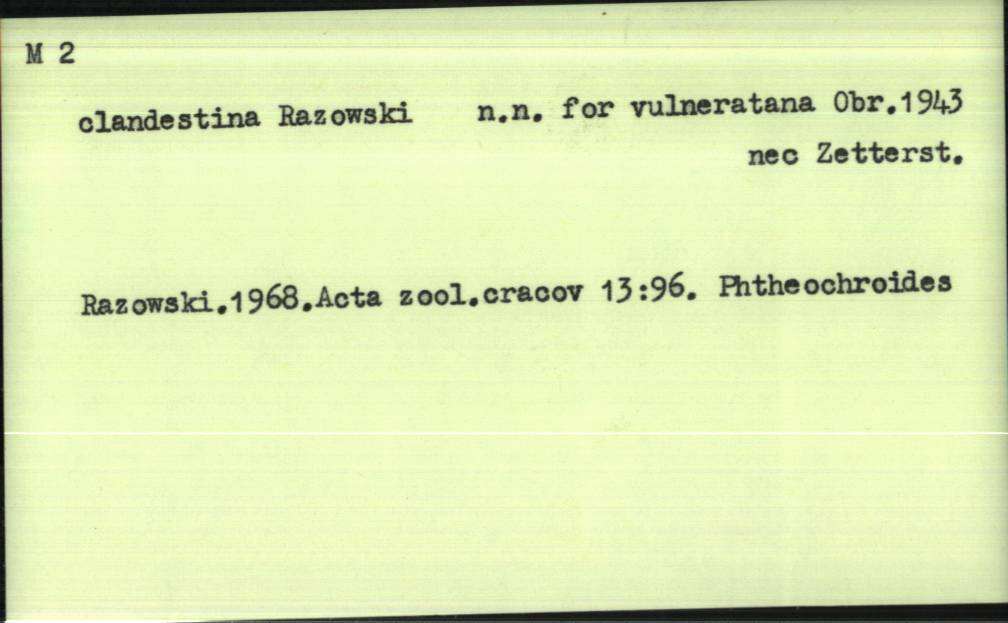 M 2
clandestina Razowski n.n. for vulneratana Obr.1943
nec Zetterst.
Razowski.1968.Acta zool.cracov 13:96. Phtheochroides